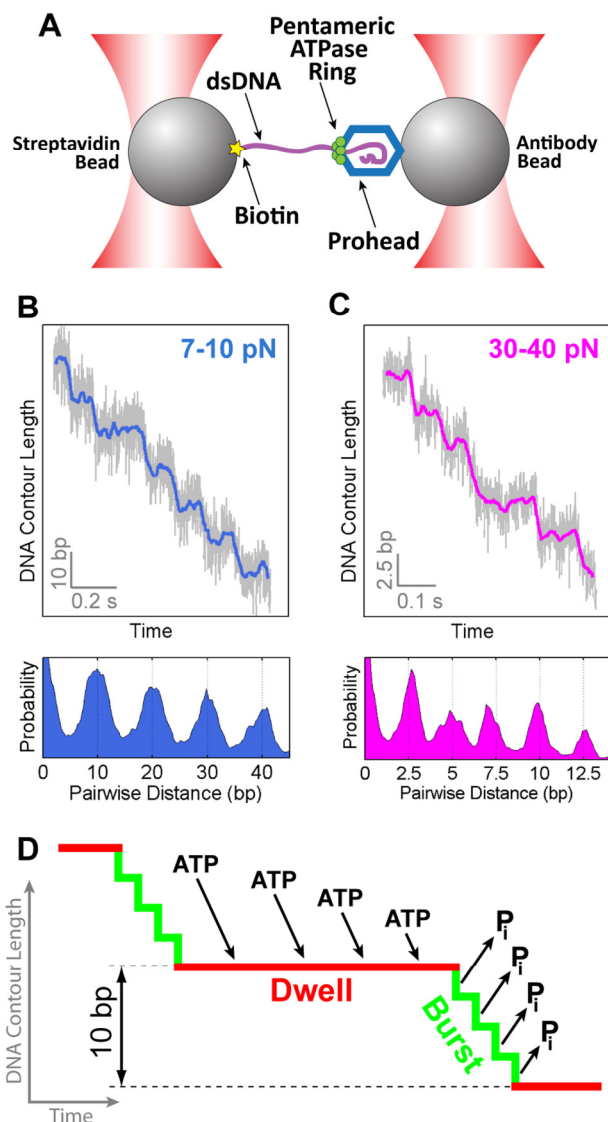 A
Pentameric
ATPase
Ring
dsDNA
Streptavidin
Bead
Antibody
Bead
Biotin
Prohead
B
7-10 pN
DNA Contour Length
10 bp
0.2 s
Time
Probability
0 10 20 30 40
Pairwise Distance (bp)
C
30-40 pN
DNA Contour Length
2.5 bp
0.1 s
Time
Probability
0 2.5 5 7.5 10 12.5
Pairwise Distance (bp)
D
DNA Contour Length
Time
10 bp
ATP
ATP
ATP
ATP
Dwell
Burst
Pi
Pi
Pi
Pi